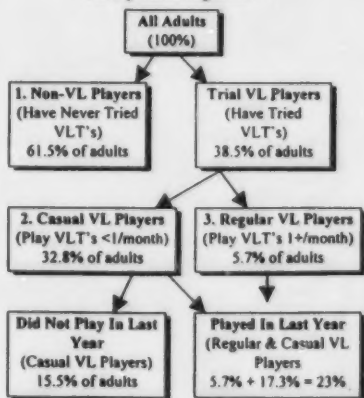 All Adults
(100%)
1. Non-VL Players
(Have Never Tried
VLT's)
61.5% of adults
Trial VL Players
(Have Tried
VLT's)
38.5% of adults
2. Casual VL Players
(Play VLT's <1/month)
32.8% of adults
3. Regular VL Players
(Play VLT's 1+/month)
5.7% of adults
Did Not Play In Last
Year
(Casual VL Players)
15.5% of adults
Played In Last Year
(Regular & Casual VL
Players
5.7% + 17.3% = 23%